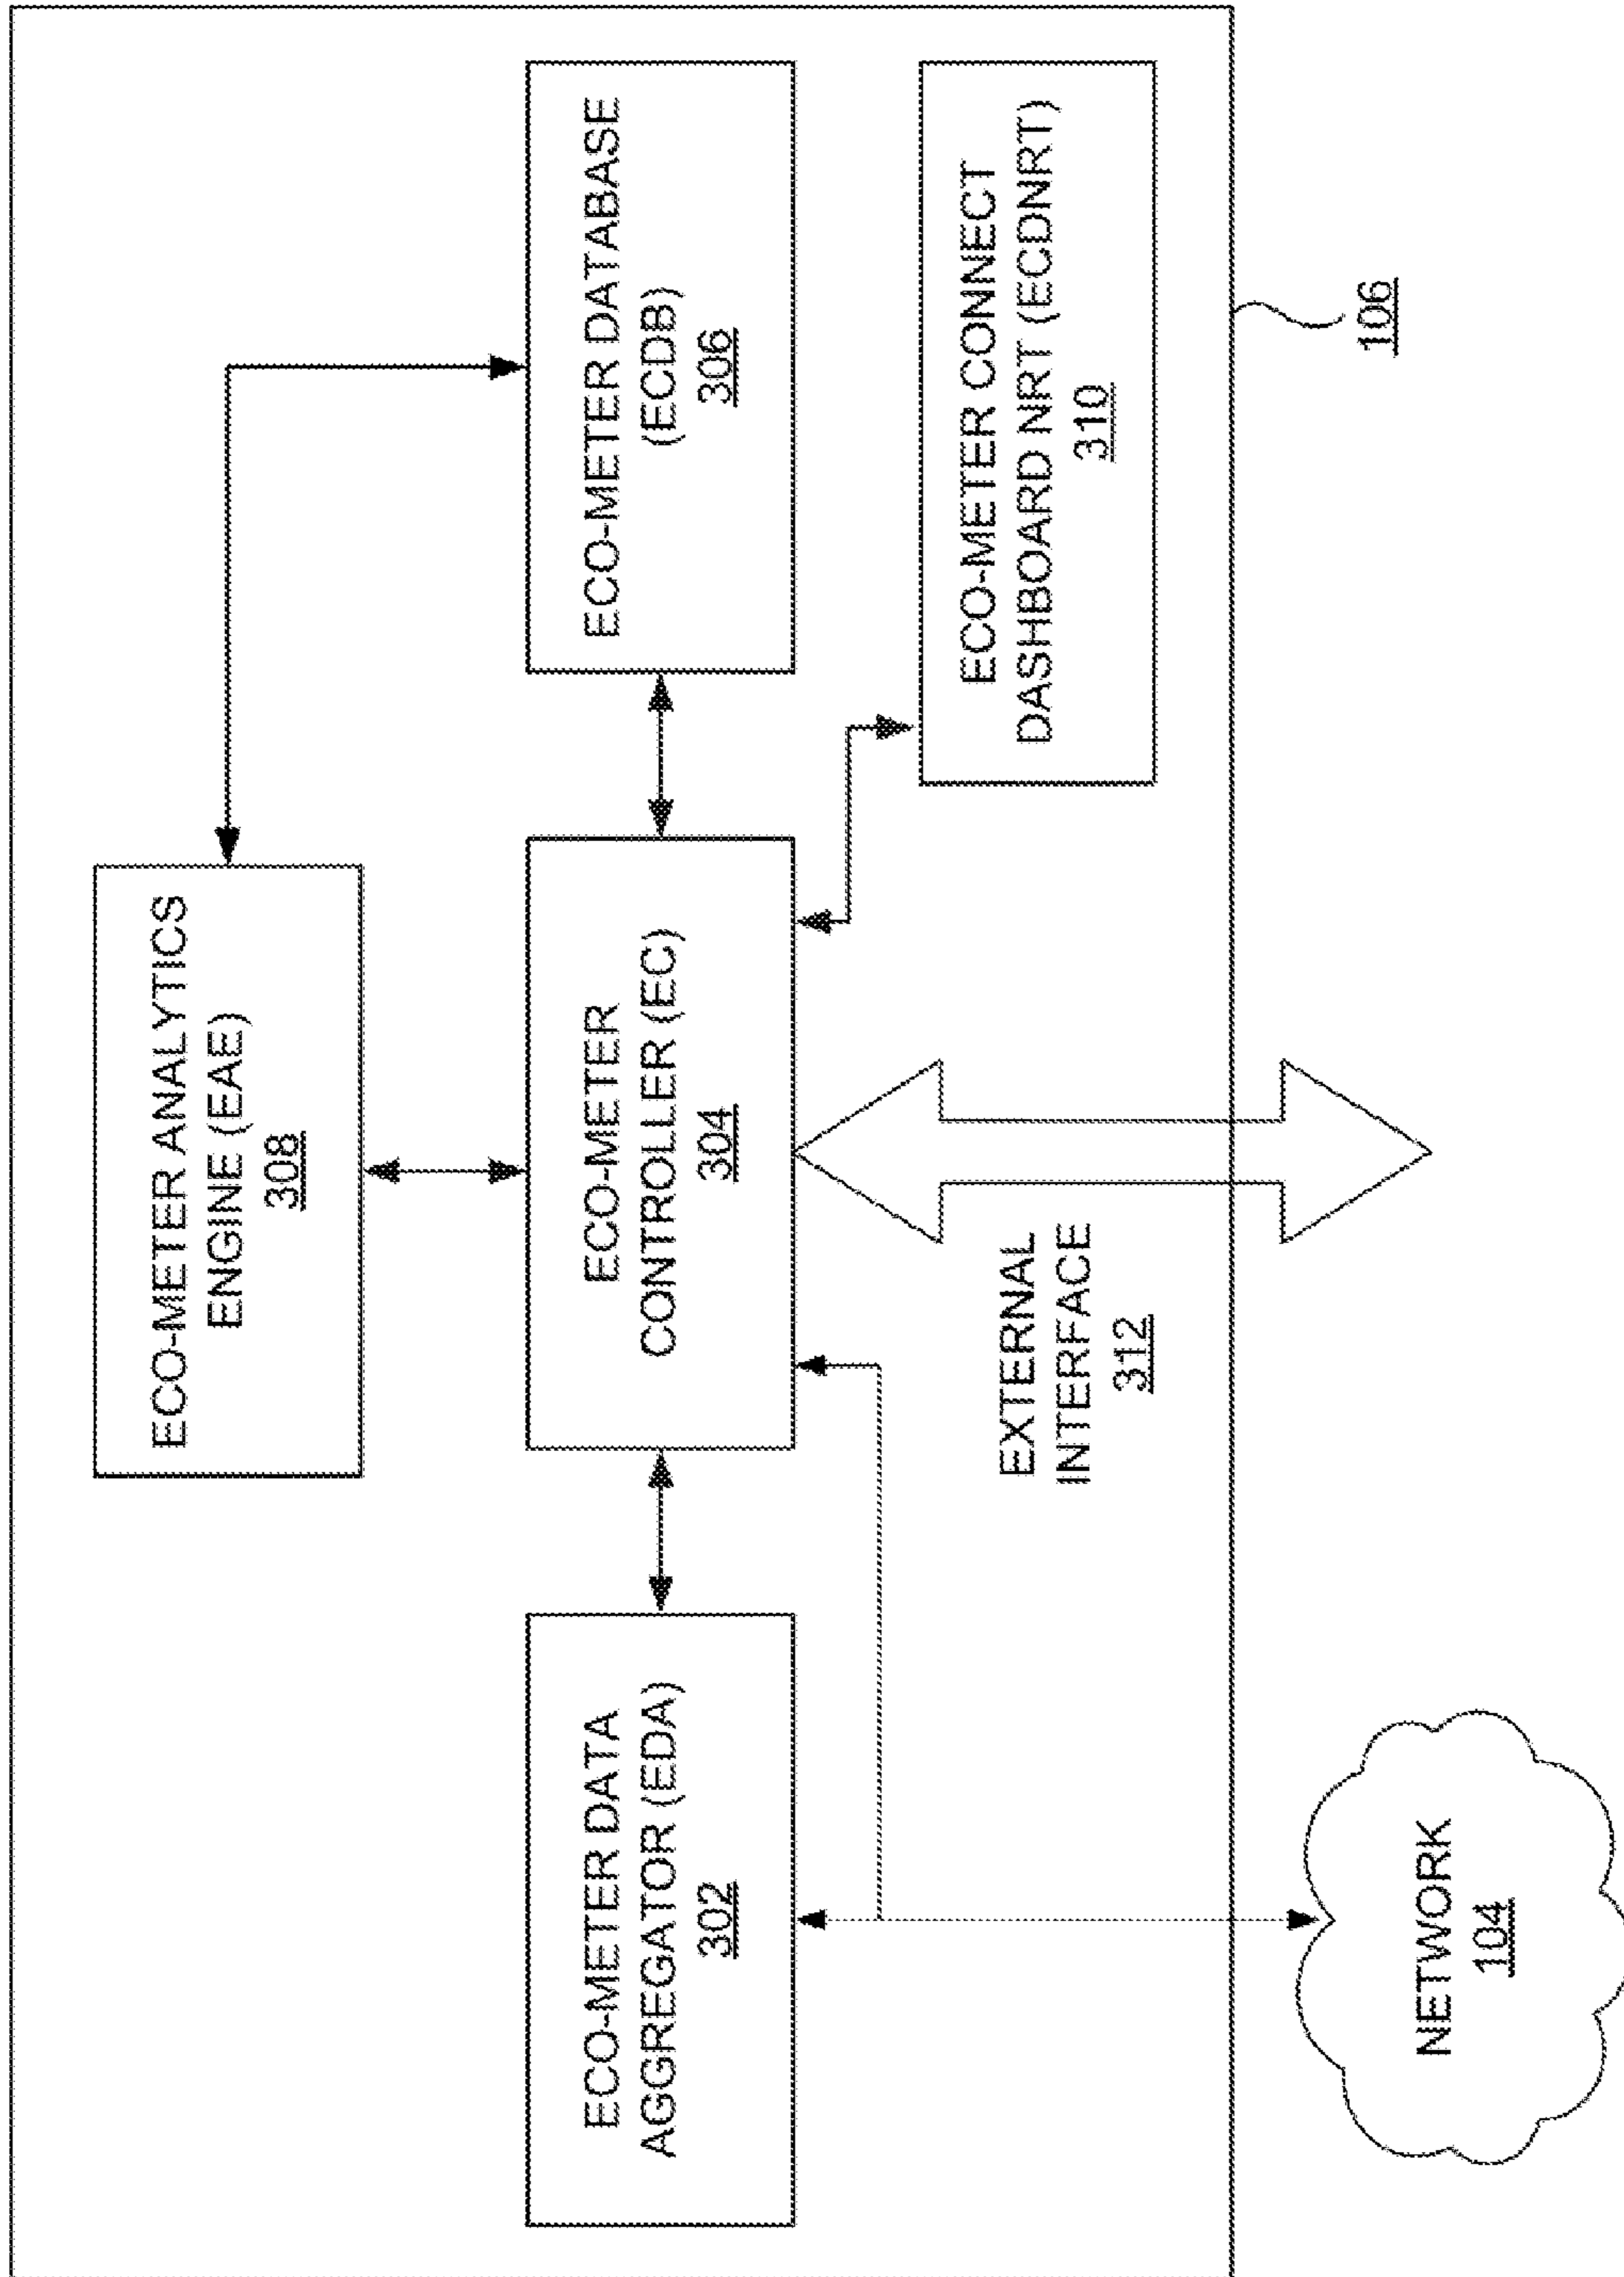 ECO-METER ANALYTICS
ENGINE (EAE)
308
ECO-METER DATA
AGGREGATOR (EDA)
302
ECO-METER
CONTROLLER (EC)
304
ECO-METER DATABASE
(ECDB)
306
EXTERNAL
INTERFACE
312
ECO-METER CONNECT
DASHBOARD NRT (ECDNRT)
310
NETWORK
104
106